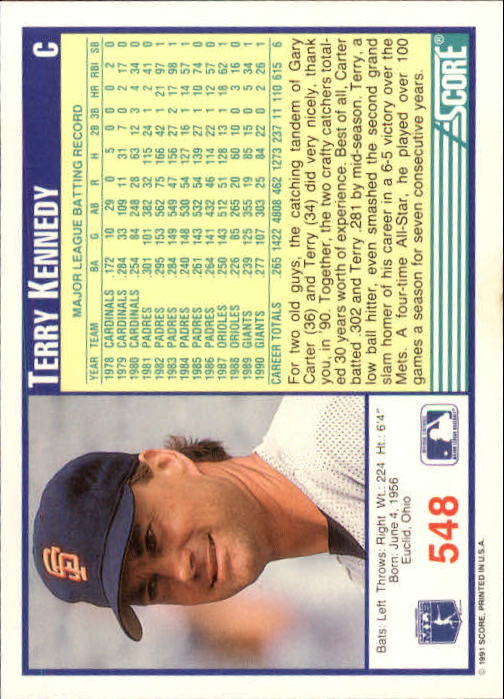 TERRY KENNEDY C
MAJOR LEAGUE BATTING RECORD
YEAR TEAM BA G AB R H 2B 3B HR RBI SB
1978 CARDINALS .172 10 29 0 5 0 0 0 2 0
1979 CARDINALS .284 33 109 11 31 7 0 2 17 0
1980 CARDINALS .254 84 248 28 63 12 3 4 34 0
1981 PADRES .301 101 382 32 115 24 1 2 41 0
1982 PADRES .295 153 562 75 166 42 1 21 97 1
1983 PADRES .284 149 549 47 156 27 2 17 98 1
1984 PADRES .240 148 530 54 127 16 1 14 57 1
1985 PADRES .261 143 532 54 139 27 1 10 74 0
1986 PADRES .264 141 432 46 114 22 1 12 57 0
1987 ORIOLES .250 143 512 51 128 13 1 18 62 1
1988 ORIOLES .226 85 265 20 60 10 0 3 16 0
1989 GIANTS .239 125 355 19 85 15 0 5 34 1
1990 GIANTS .277 107 303 25 84 22 0 2 26 1
CAREER TOTALS .265 1422 4808 462 1273 237 11 110 615 6
For two old guys, the catching tandem of Gary
Carter (36) and Terry (34) did very nicely, thank
you, in '90. Together, the two crafty catchers total-
ed 30 years worth of experience. Best of all, Carter
batted .302 and Terry .281 by mid-season. Terry, a
low ball hitter, even smashed the second grand
slam homer of his career in a 6-5 victory over the
Mets. A four-time All-Star, he played over 100
games a season for seven consecutive years.
SCORE
SD
Bats: Left Throws: Right Wt.: 224 Ht.: 6'4"
Born: June 4, 1956
Euclid, Ohio
548
© 1991 SCORE, PRINTED IN U.S.A.